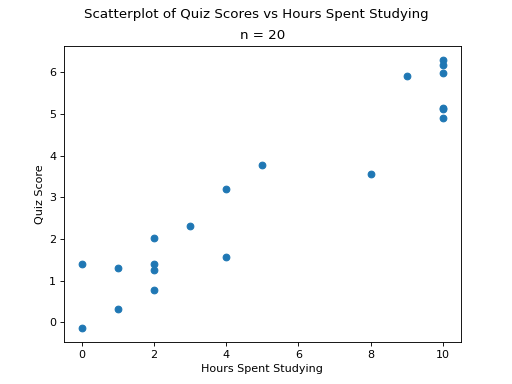 Scatterplot of Quiz Scores vs Hours Spent Studying
n = 20
6
5
4
3
2
1
0
Quiz Score
0 2 4 6 8 10
Hours Spent Studying